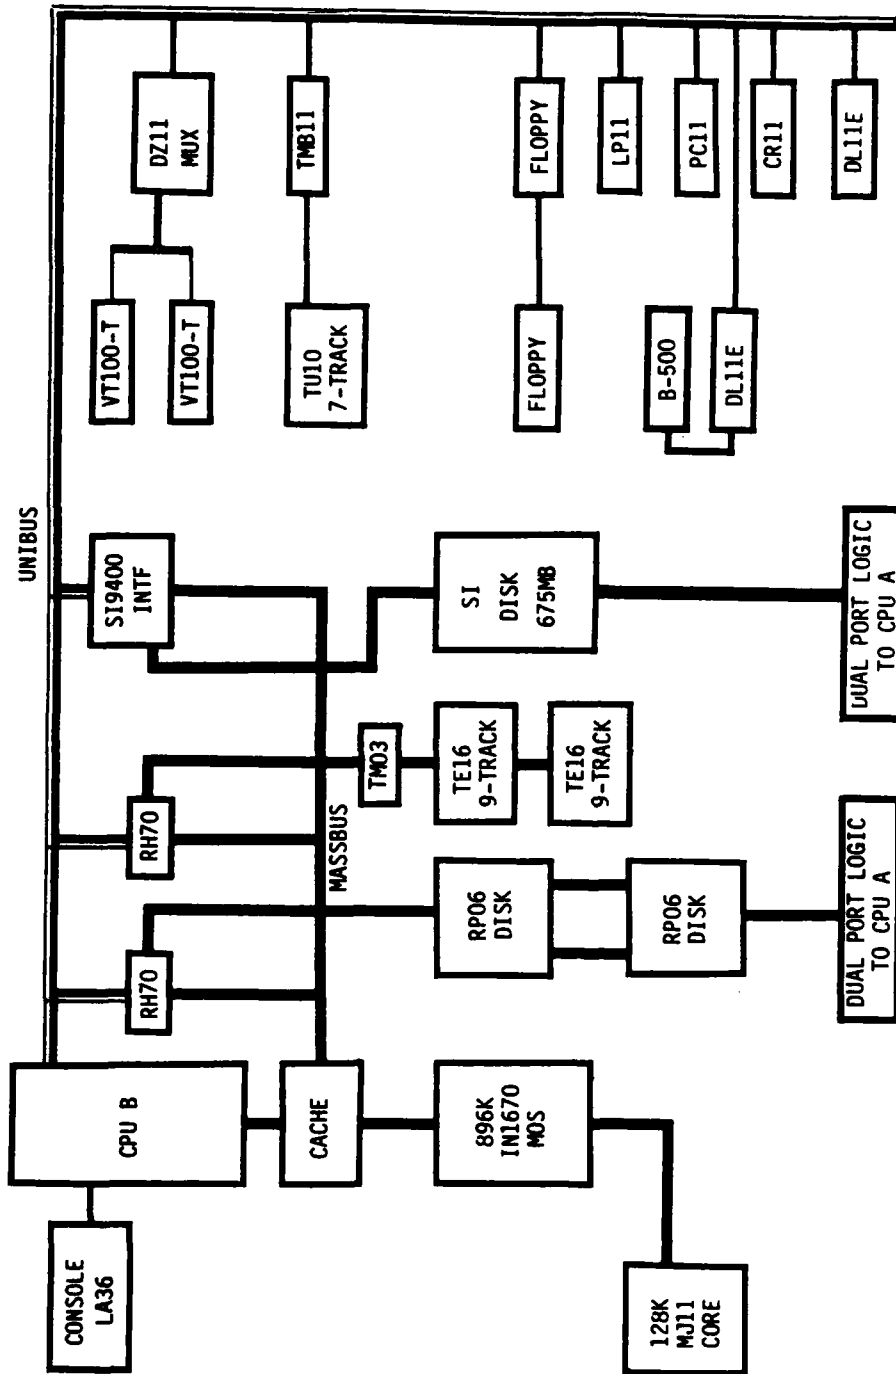 CONSOLE
LA36
CPU B
CACHE
896K
IN1670
MOS
128K
MJ11
CORE
UNIBUS
RH70
RH70
MASSBUS
RP06
DISK
RP06
DISK
DUAL PORT LOGIC
TO CPU A
TM03
TE16
9-TRACK
TE16
9-TRACK
SI9400
INTF
SI
DISK
675MB
DUAL PORT LOGIC
TO CPU A
VT100-T
VT100-T
DZ11
MUX
TU10
7-TRACK
TMB11
FLOPPY
FLOPPY
LP11
B-500
DL11E
PC11
CR11
DL11E